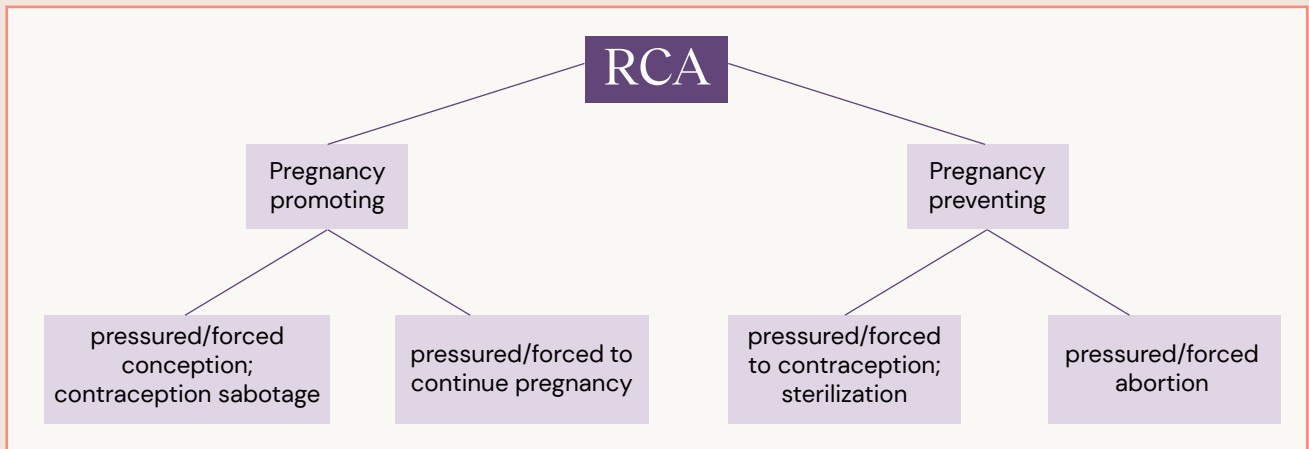 RCA
Pregnancy
promoting
Pregnancy
preventing
pressured/forced
conception;
contraception sabotage
pressured/forced to
continue pregnancy
pressured/forced
to contraception;
sterilization
pressured/forced
abortion